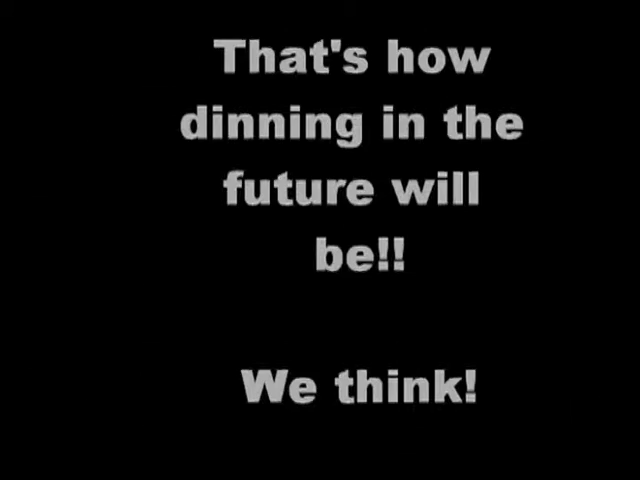 That's how
dinning in the
future will
be!!
We think!